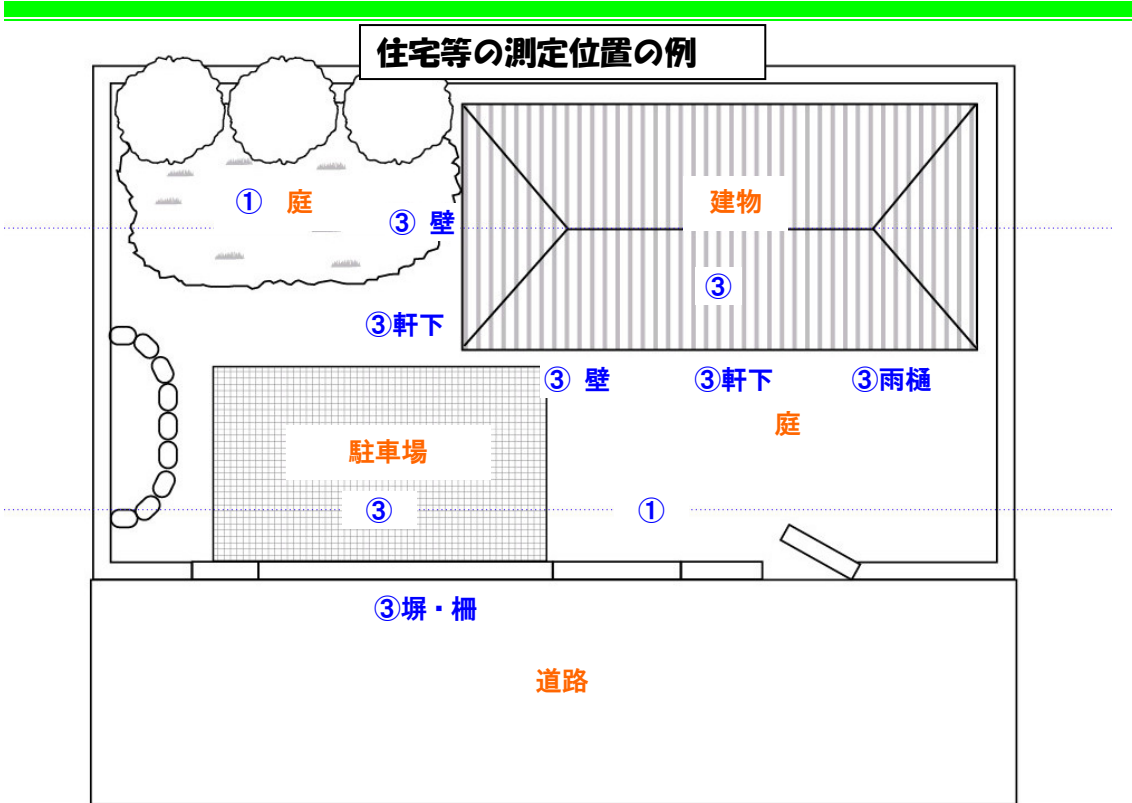 住宅等の測定位置の例
① 庭
建物
③ 壁
③
③軒下
③ 壁
③軒下
③雨樋
庭
駐車場
③
①
③塀・柵
道路